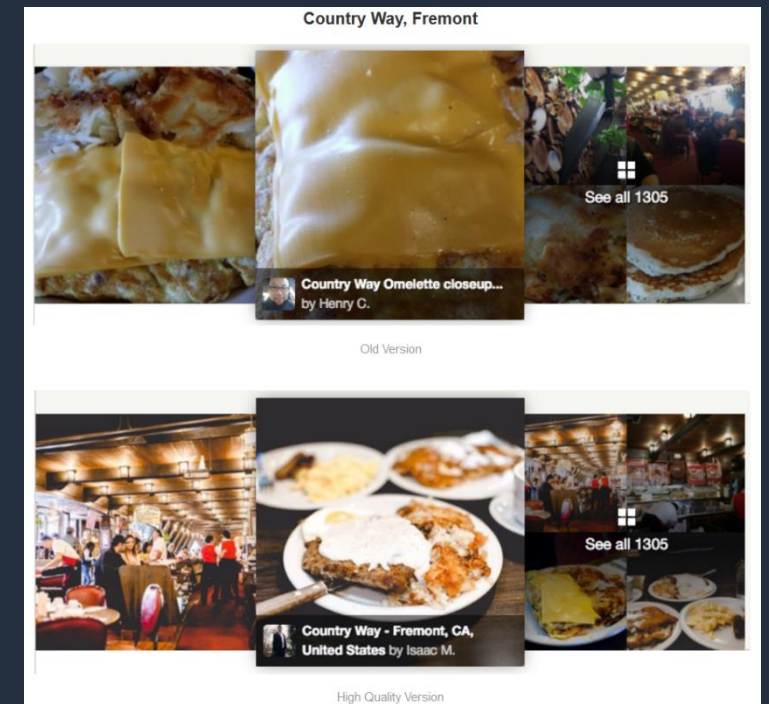 Country Way, Fremont
See all 1305
Country Way Omelette closeup...
by Henry C.
Old Version
See all 1305
Country Way - Fremont, CA,
United States by Isaac M.
High Quality Version